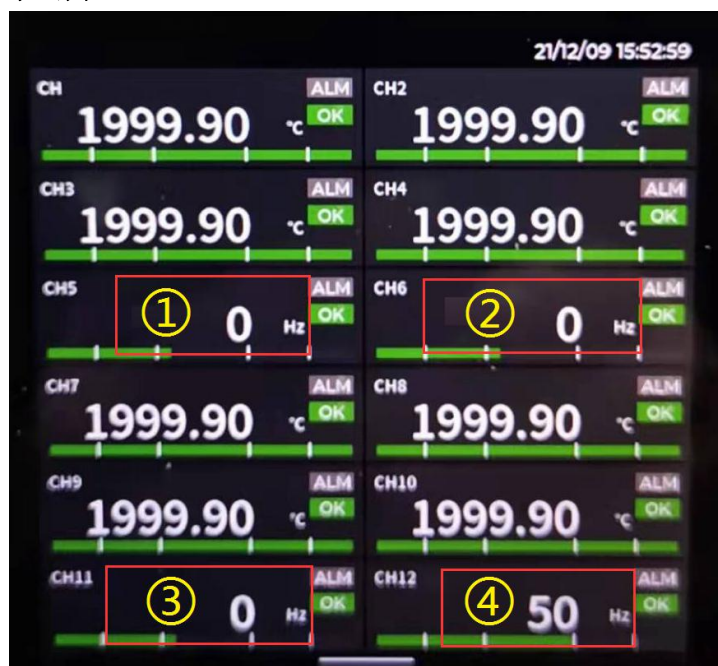 21/12/09 15:52:59
CH ALM
1999.90 °C OK
CH2 ALM
1999.90 °C OK
CH3 ALM
1999.90 °C OK
CH4 ALM
1999.90 °C OK
CH5 ALM
① 0 Hz OK
CH6 ALM
② 0 Hz OK
CH7 ALM
1999.90 °C OK
CH8 ALM
1999.90 °C OK
CH9 ALM
1999.90 °C OK
CH10 ALM
1999.90 °C OK
CH11 ALM
③ 0 Hz OK
CH12 ALM
④ 50 Hz OK